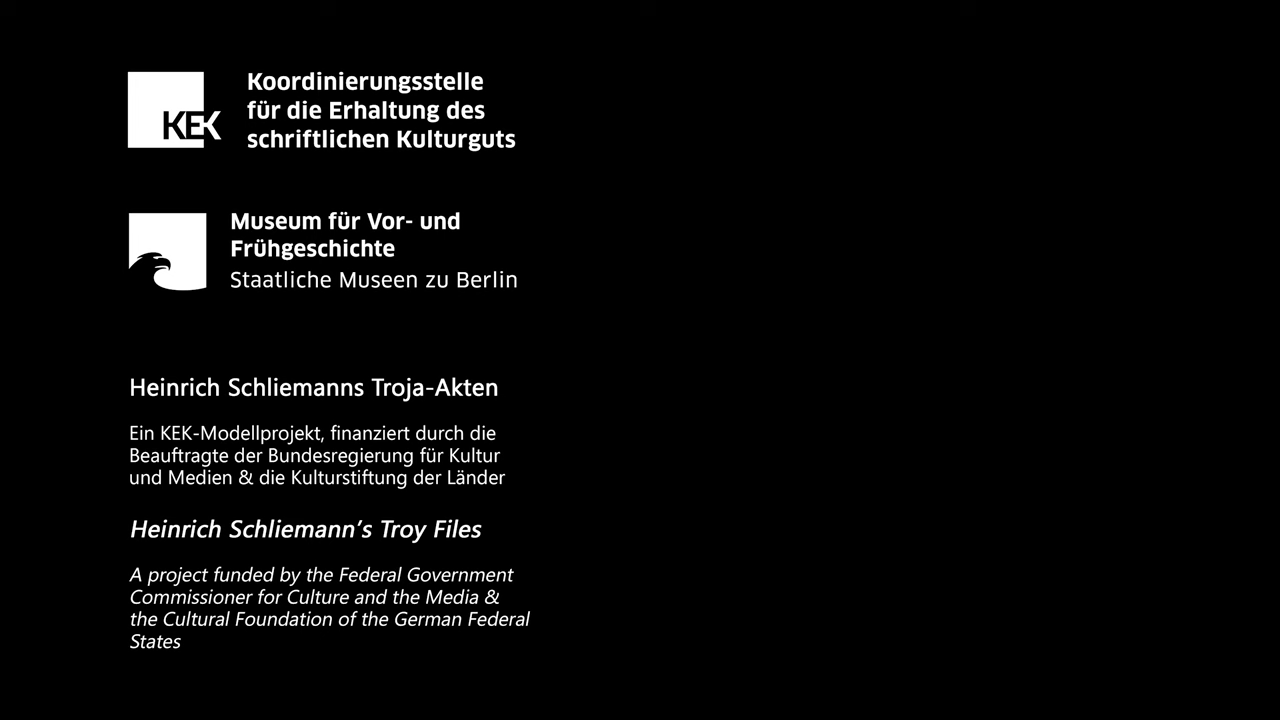 KEK
Koordinierungsstelle
für die Erhaltung des
schriftlichen Kulturguts
Museum für Vor- und
Frühgeschichte
Staatliche Museen zu Berlin
Heinrich Schliemanns Troja-Akten
Ein KEK-Modellprojekt, finanziert durch die
Beauftragte der Bundesregierung für Kultur
und Medien & die Kulturstiftung der Länder
Heinrich Schliemann’s Troy Files
A project funded by the Federal Government
Commissioner for Culture and the Media &
the Cultural Foundation of the German Federal
States